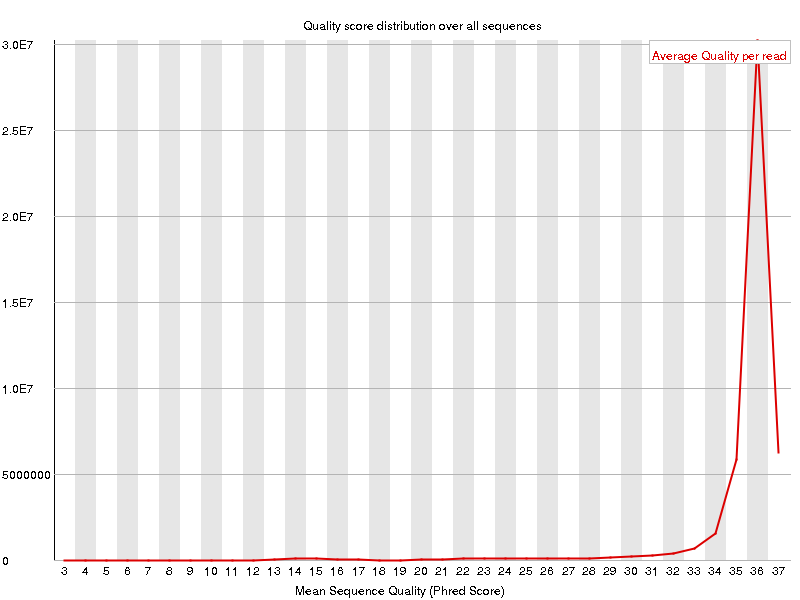 Quality score distribution over all sequences
Average Quality per read
3.0E7
2.5E7
2.0E7
1.5E7
1.0E7
5000000
0
3 4 5 6 7 8 9 10 11 12 13 14 15 16 17 18 19 20 21 22 23 24 25 26 27 28 29 30 31 32 33 34 35 36 37
Mean Sequence Quality (Phred Score)